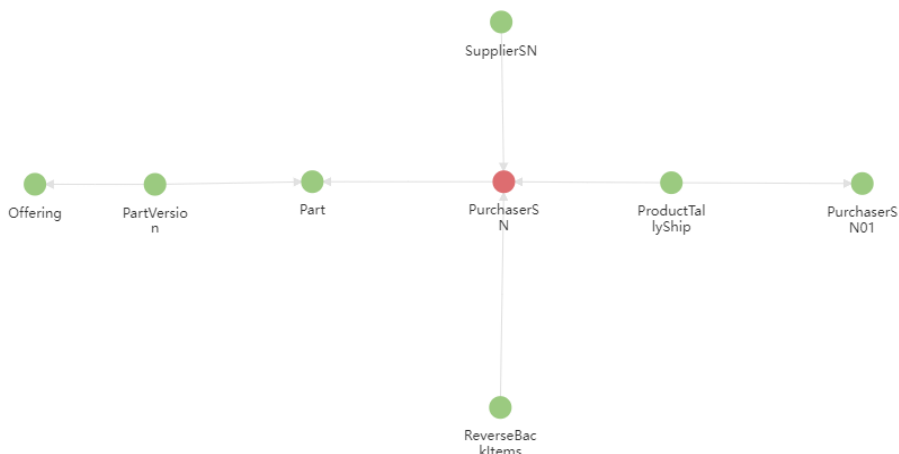 SupplierSN
Offering
PartVersio
n
Part
PurchaserS
N
ProductTal
lyShip
PurchaserS
N01
ReverseBac
kItems